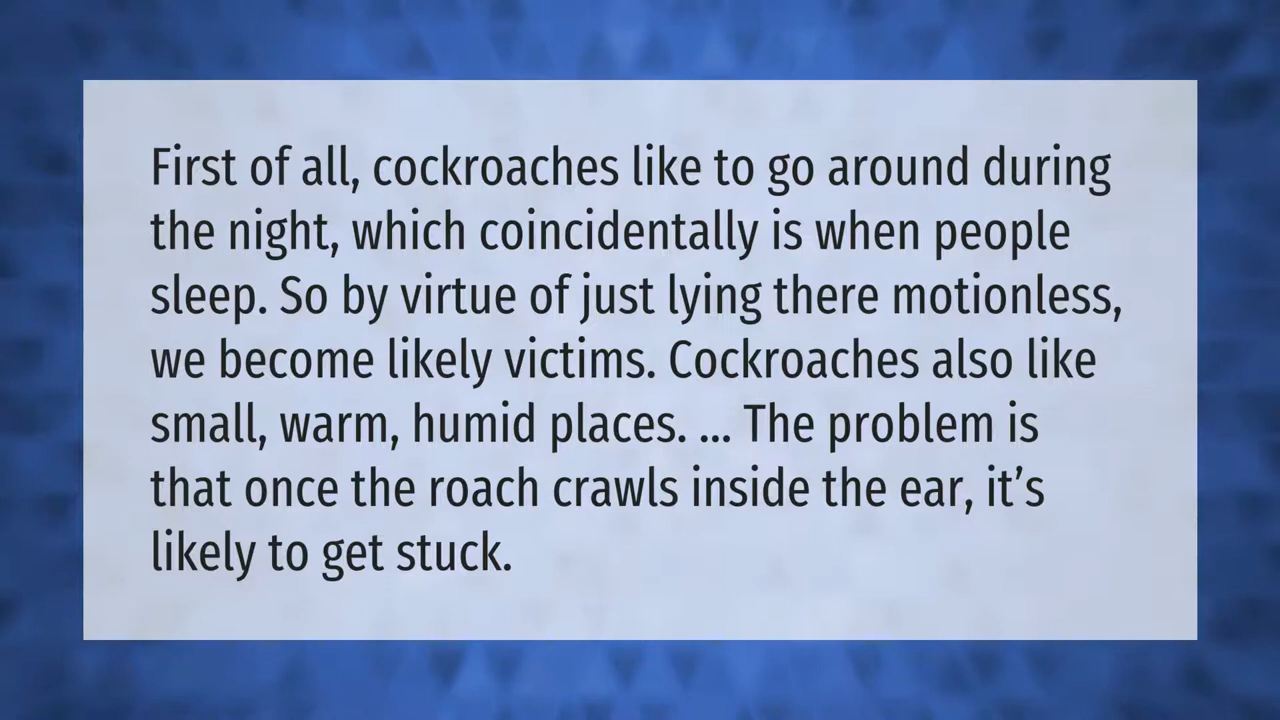 First of all, cockroaches like to go around during
the night, which coincidentally is when people
sleep. So by virtue of just lying there motionless,
we become likely victims. Cockroaches also like
small, warm, humid places. ... The problem is
that once the roach crawls inside the ear, it’s
likely to get stuck.